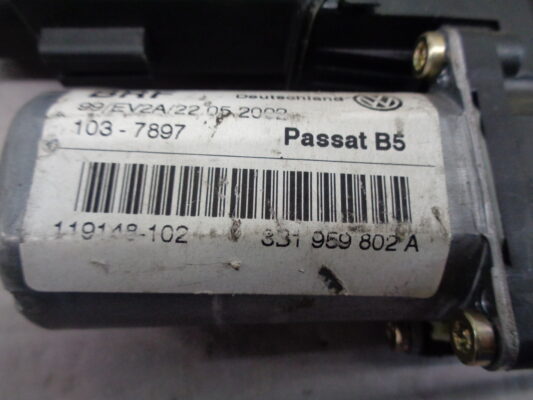 Deutschland
99/EV2A/22.05.2002
103-7897 Passat B5
119148-102 3B1 959 802 A